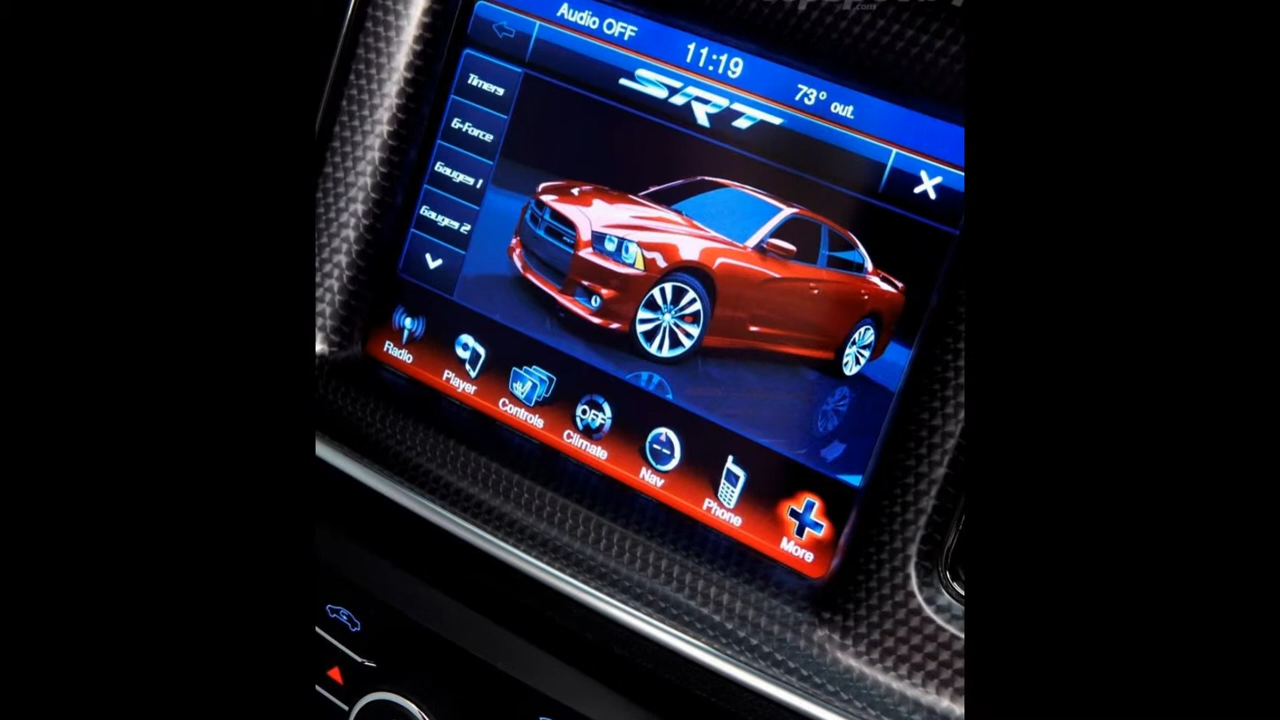 Audio OFF
11:19
73° out.
SRT
Timers
G-Force
Gauges 1
Gauges 2
Radio
Player
Controls
OFF
Climate
Nav
Phone
More
.com